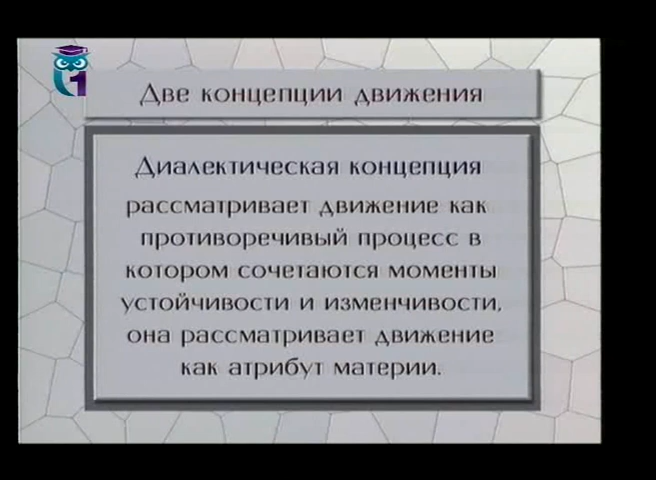 1
Две концепции движения
Диалектическая концепция
рассматривает движение как
противоречивый процесс в
котором сочетаются моменты
устойчивости и изменчивости,
она рассматривает движение
как атрибут материи.